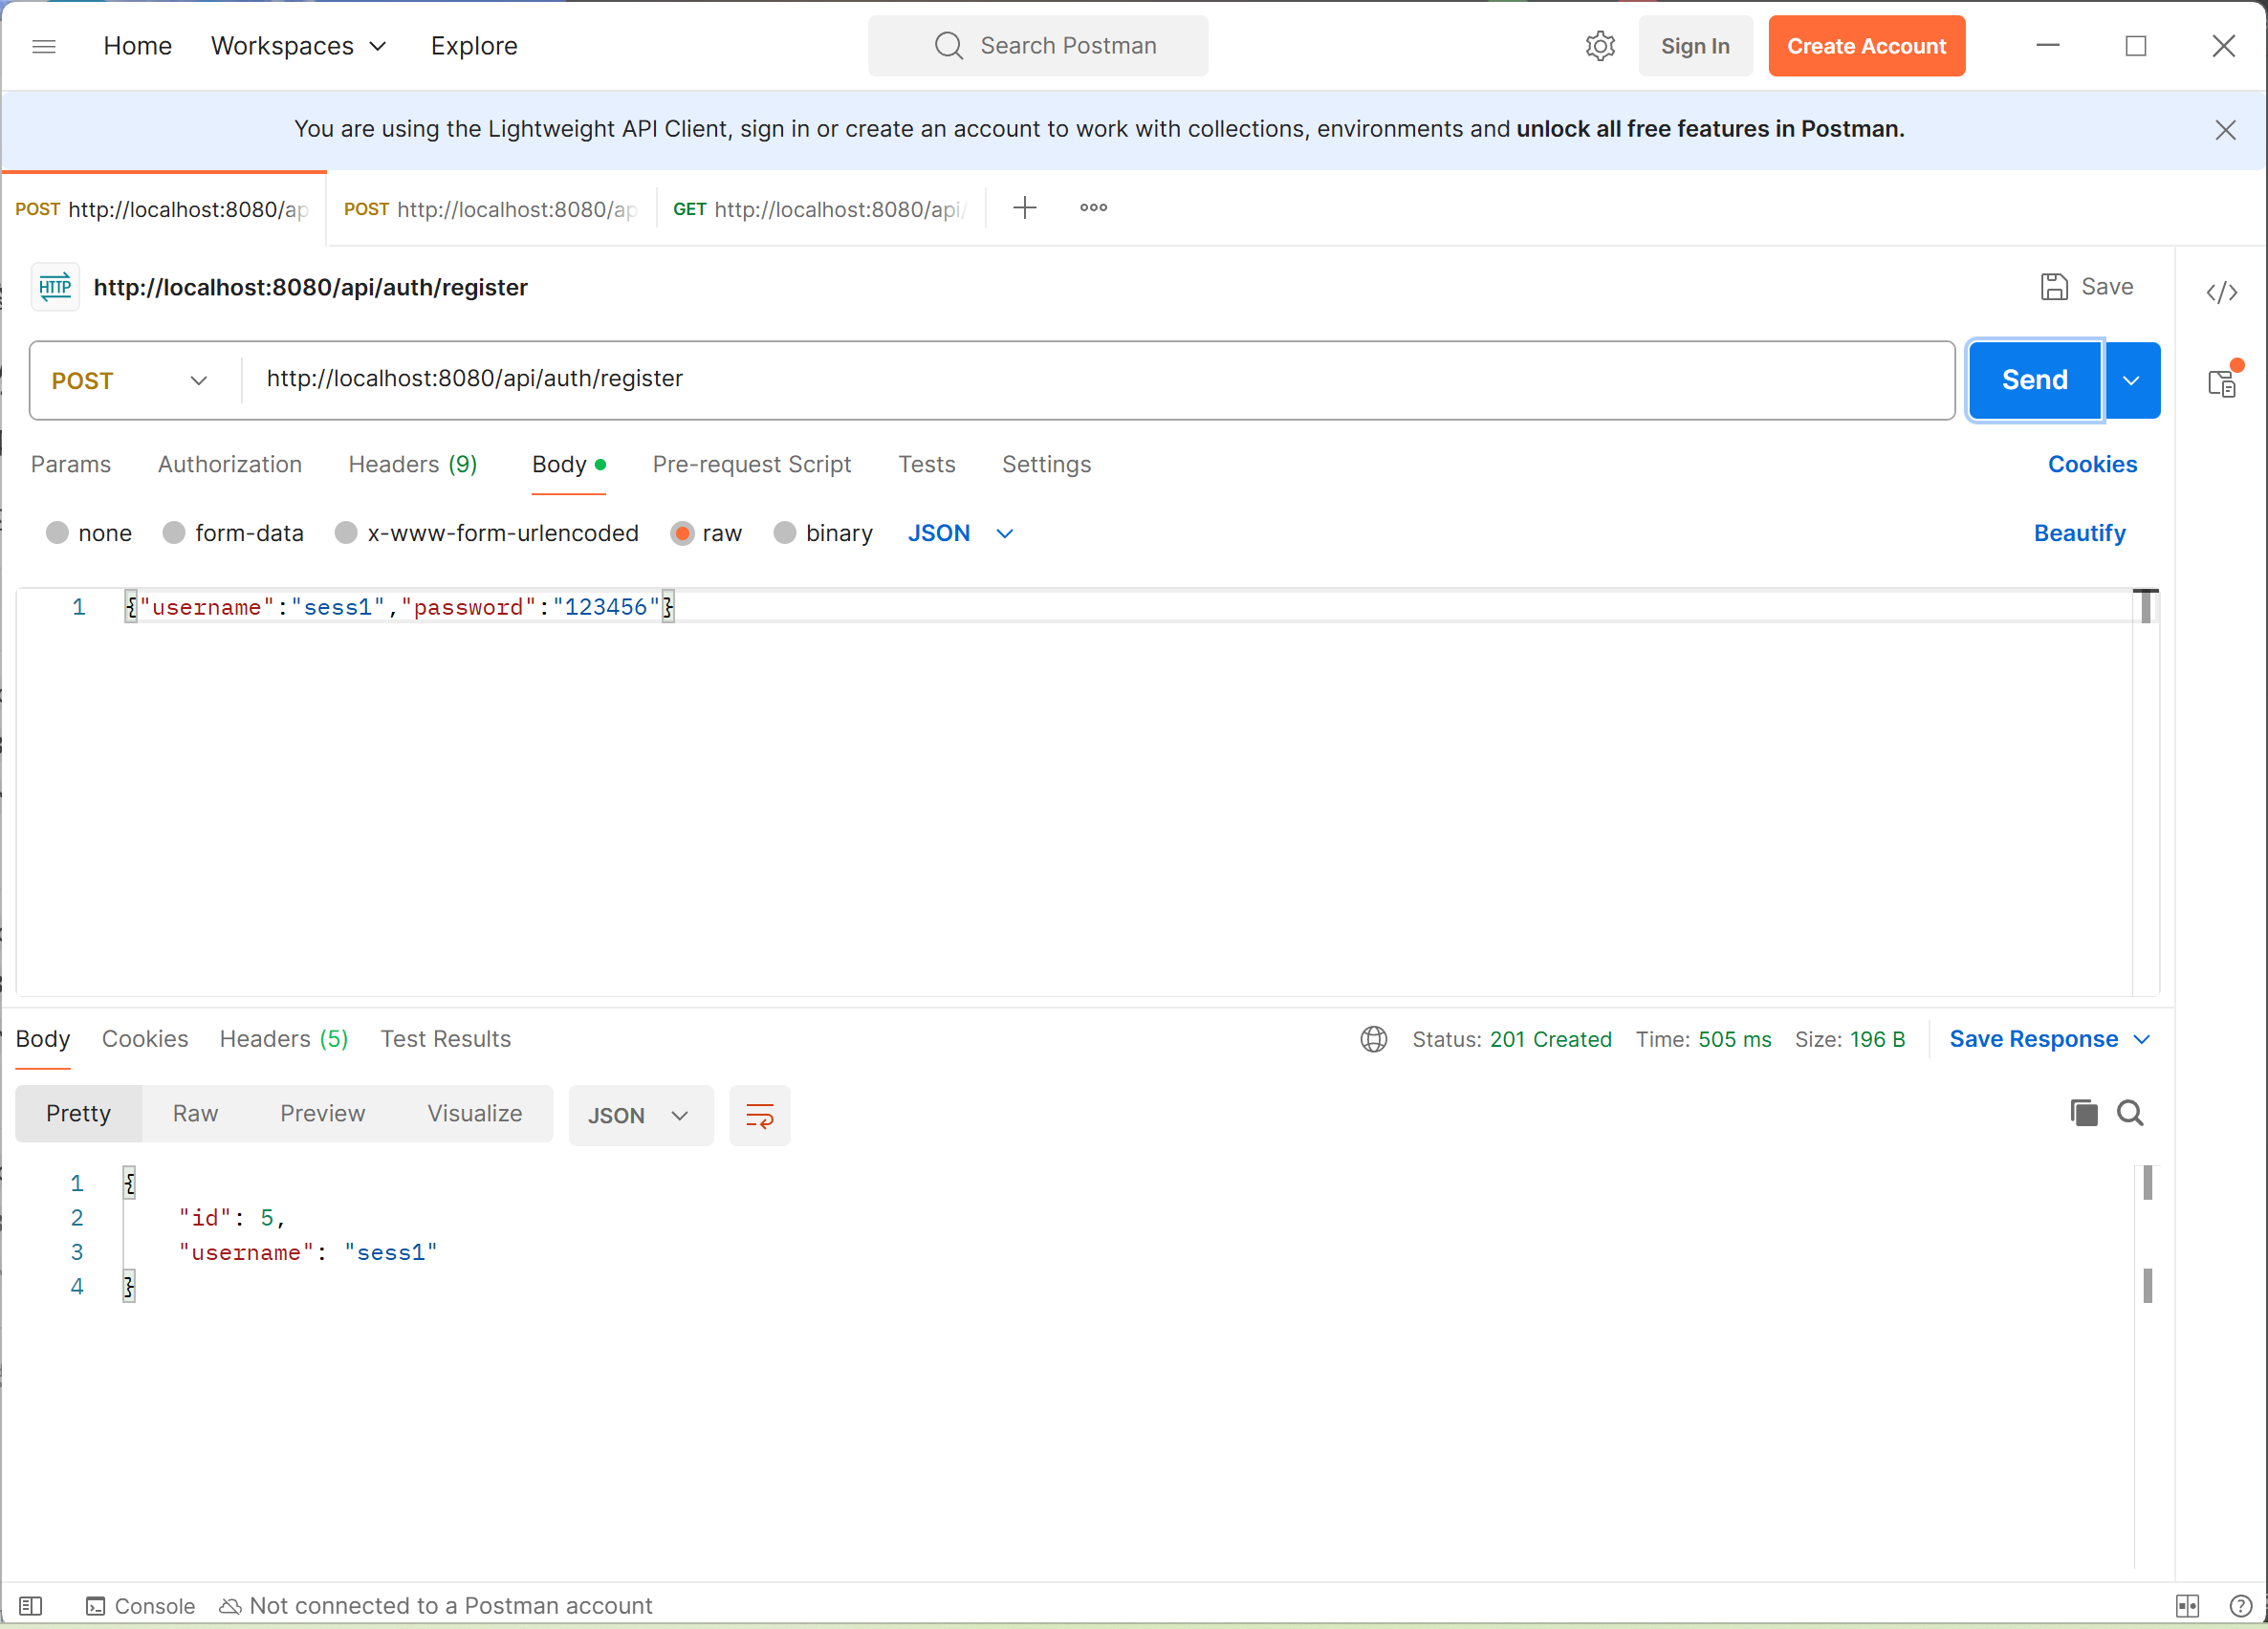 Home Workspaces Explore Search Postman Sign In Create Account
You are using the Lightweight API Client, sign in or create an account to work with collections, environments and unlock all free features in Postman.
POST http://localhost:8080/ap POST http://localhost:8080/ap GET http://localhost:8080/api/
HTTP http://localhost:8080/api/auth/register Save
POST http://localhost:8080/api/auth/register Send
Params Authorization Headers (9) Body Pre-request Script Tests Settings Cookies
none form-data x-www-form-urlencoded raw binary JSON Beautify
1 {"username":"sess1","password":"123456"}
Body Cookies Headers (5) Test Results Status: 201 Created Time: 505 ms Size: 196 B Save Response
Pretty Raw Preview Visualize JSON
1 {
2 "id": 5,
3 "username": "sess1"
4 }
Console Not connected to a Postman account